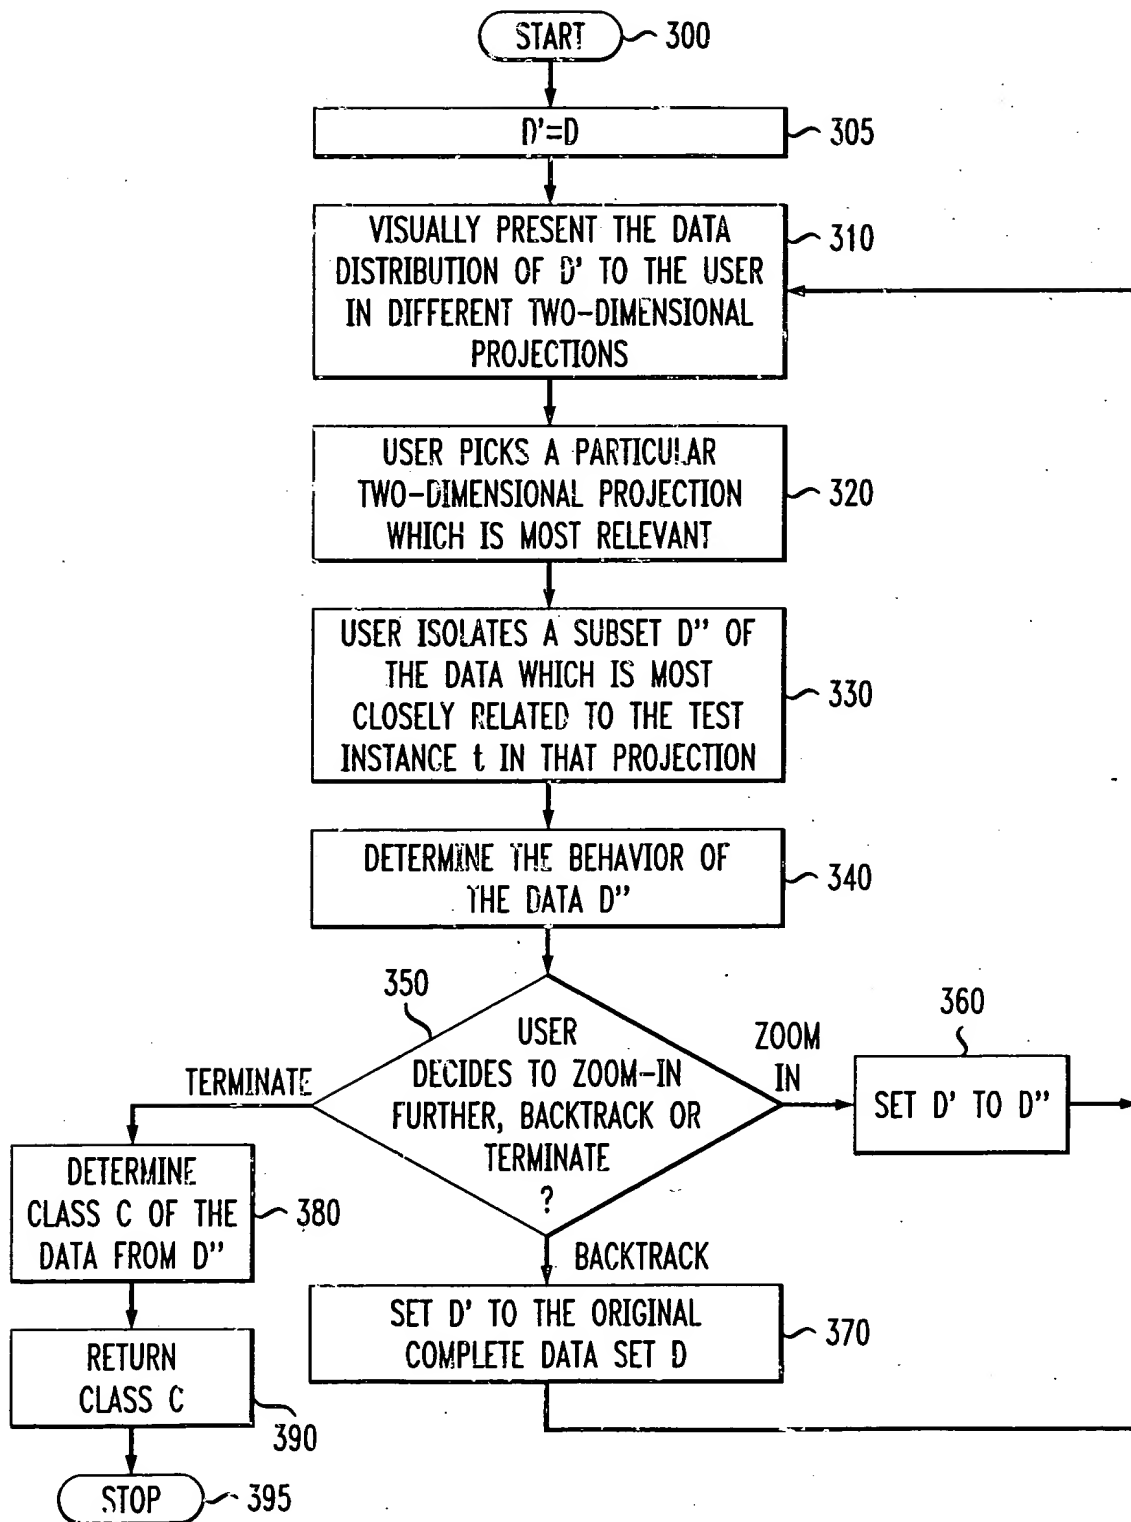 START
300
D'=D
305
VISUALLY PRESENT THE DATA
DISTRIBUTION OF D' TO THE USER
IN DIFFERENT TWO-DIMENSIONAL
PROJECTIONS
310
USER PICKS A PARTICULAR
TWO-DIMENSIONAL PROJECTION
WHICH IS MOST RELEVANT
320
USER ISOLATES A SUBSET D'' OF
THE DATA WHICH IS MOST
CLOSELY RELATED TO THE TEST
INSTANCE t IN THAT PROJECTION
330
DETERMINE THE BEHAVIOR OF
THE DATA D''
340
350
USER
DECIDES TO ZOOM-IN
FURTHER, BACKTRACK OR
TERMINATE
?
TERMINATE
ZOOM
IN
360
SET D' TO D''
DETERMINE
CLASS C OF THE
DATA FROM D''
380
BACKTRACK
SET D' TO THE ORIGINAL
COMPLETE DATA SET D
370
RETURN
CLASS C
390
STOP
395